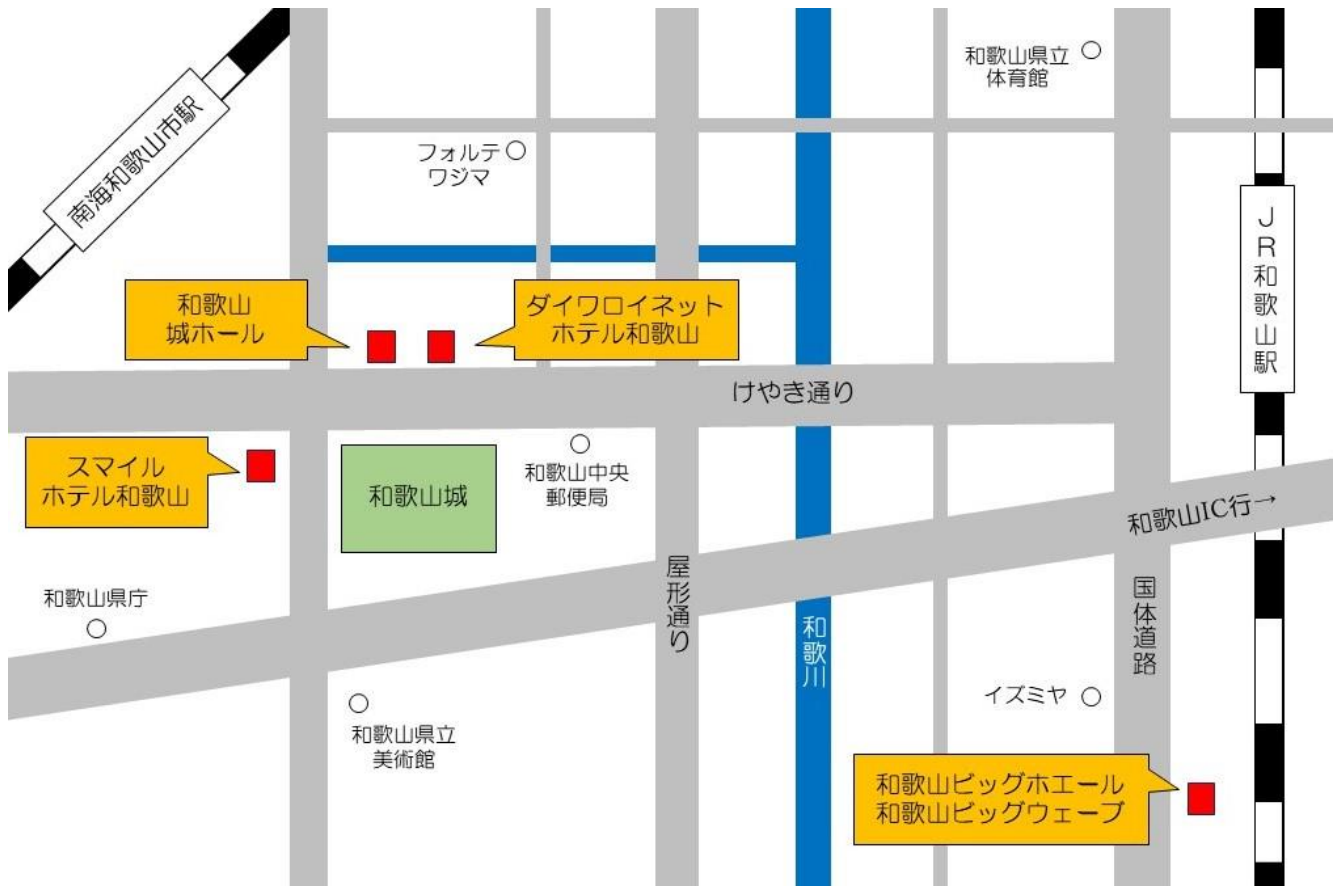 和歌山県立
体育館
フォルテ
ワジマ
南海和歌山市駅
JR和歌山駅
和歌山
城ホール
ダイワロイネット
ホテル和歌山
けやき通り
スマイル
ホテル和歌山
和歌山城
和歌山中央
郵便局
和歌山IC行→
和歌山県庁
屋形通り
和歌川
国体道路
イズミヤ
和歌山県立
美術館
和歌山ビッグホエール
和歌山ビッグウェーブ